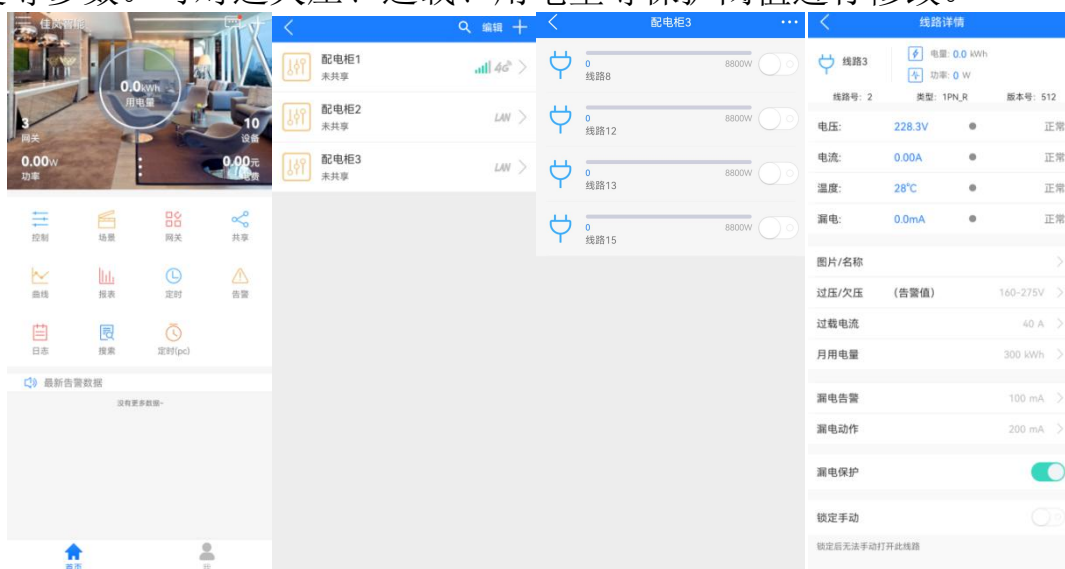 佳岚智能
0.0kWh
用电量
3
网关
10
设备
0.00W
功率
0.00元
电费
控制
场景
网关
共享
曲线
报表
定时
告警
日志
搜索
定时(pc)
最新告警数据
没有更多数据~
首页
我
编辑
配电柜1
未共享
4G
配电柜2
未共享
LAN
配电柜3
未共享
LAN
配电柜3
0
8800W
线路8
0
8800W
线路12
0
8800W
线路13
0
8800W
线路15
线路详情
线路3
电量: 0.0 kWh
功率: 0 W
线路号: 2 类型: 1PN_R 版本号: 512
电压: 228.3V 正常
电流: 0.00A 正常
温度: 28°C 正常
漏电: 0.0mA 正常
图片/名称
过压/欠压 (告警值) 160-275V
过载电流 40 A
月用电量 300 kWh
漏电告警 100 mA
漏电动作 200 mA
漏电保护
锁定手动
锁定后无法手动打开此线路